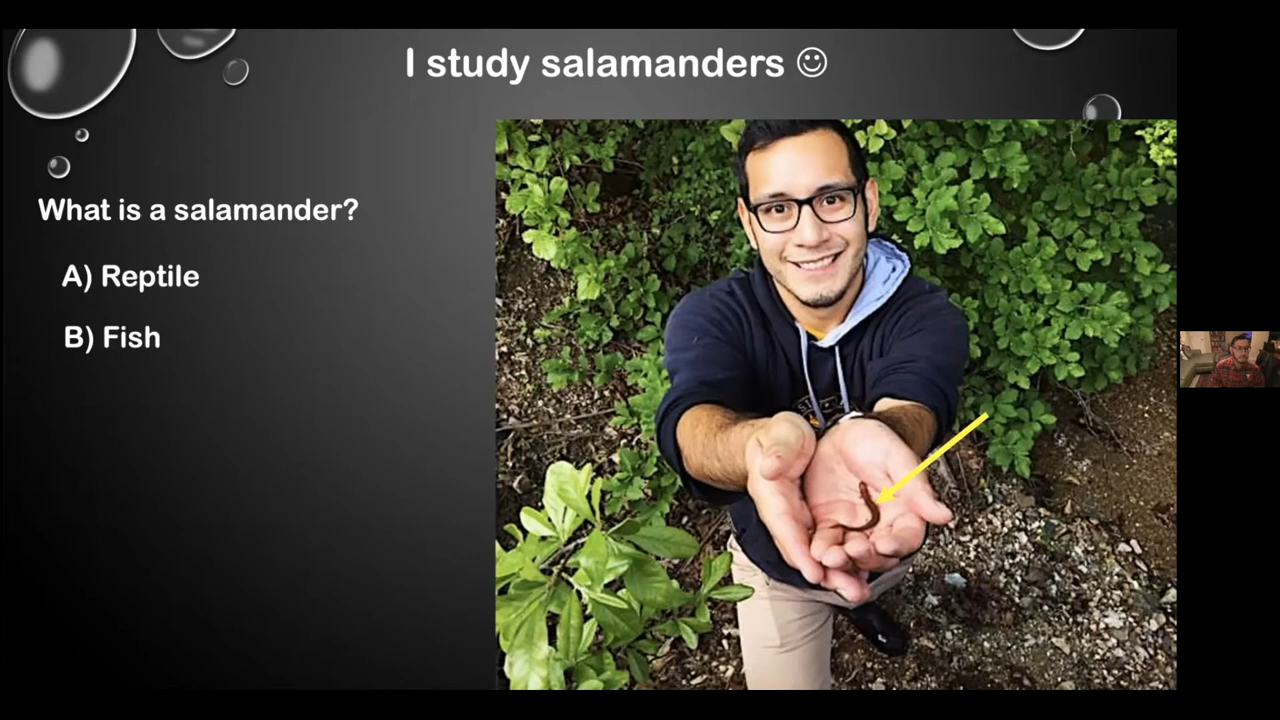 I study salamanders ☺
What is a salamander?
A) Reptile
B) Fish